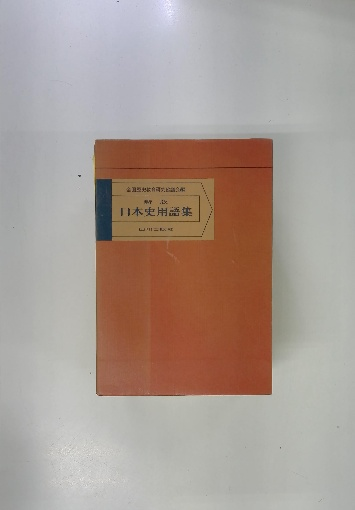 全国歴史教育研究協議会編
日本史用語集
山川出版社